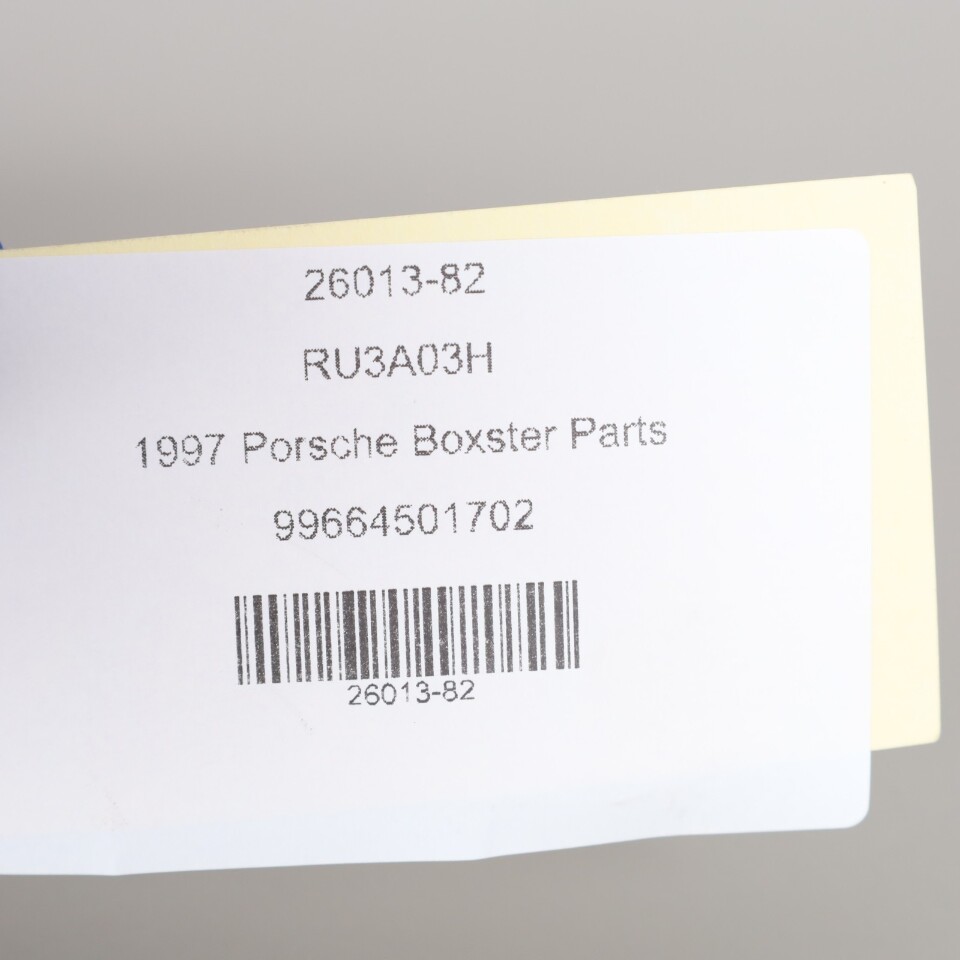 26013-82
RU3A03H
1997 Porsche Boxster Parts
99664501702
26013-82